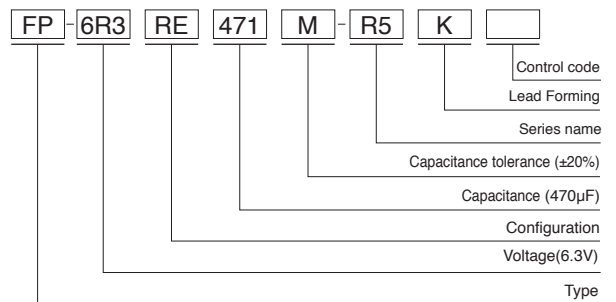 FP - 6R3 RE 471 M - R5 K
Control code
Lead Forming
Series name
Capacitance tolerance (±20%)
Capacitance (470µF)
Configuration
Voltage(6.3V)
Type